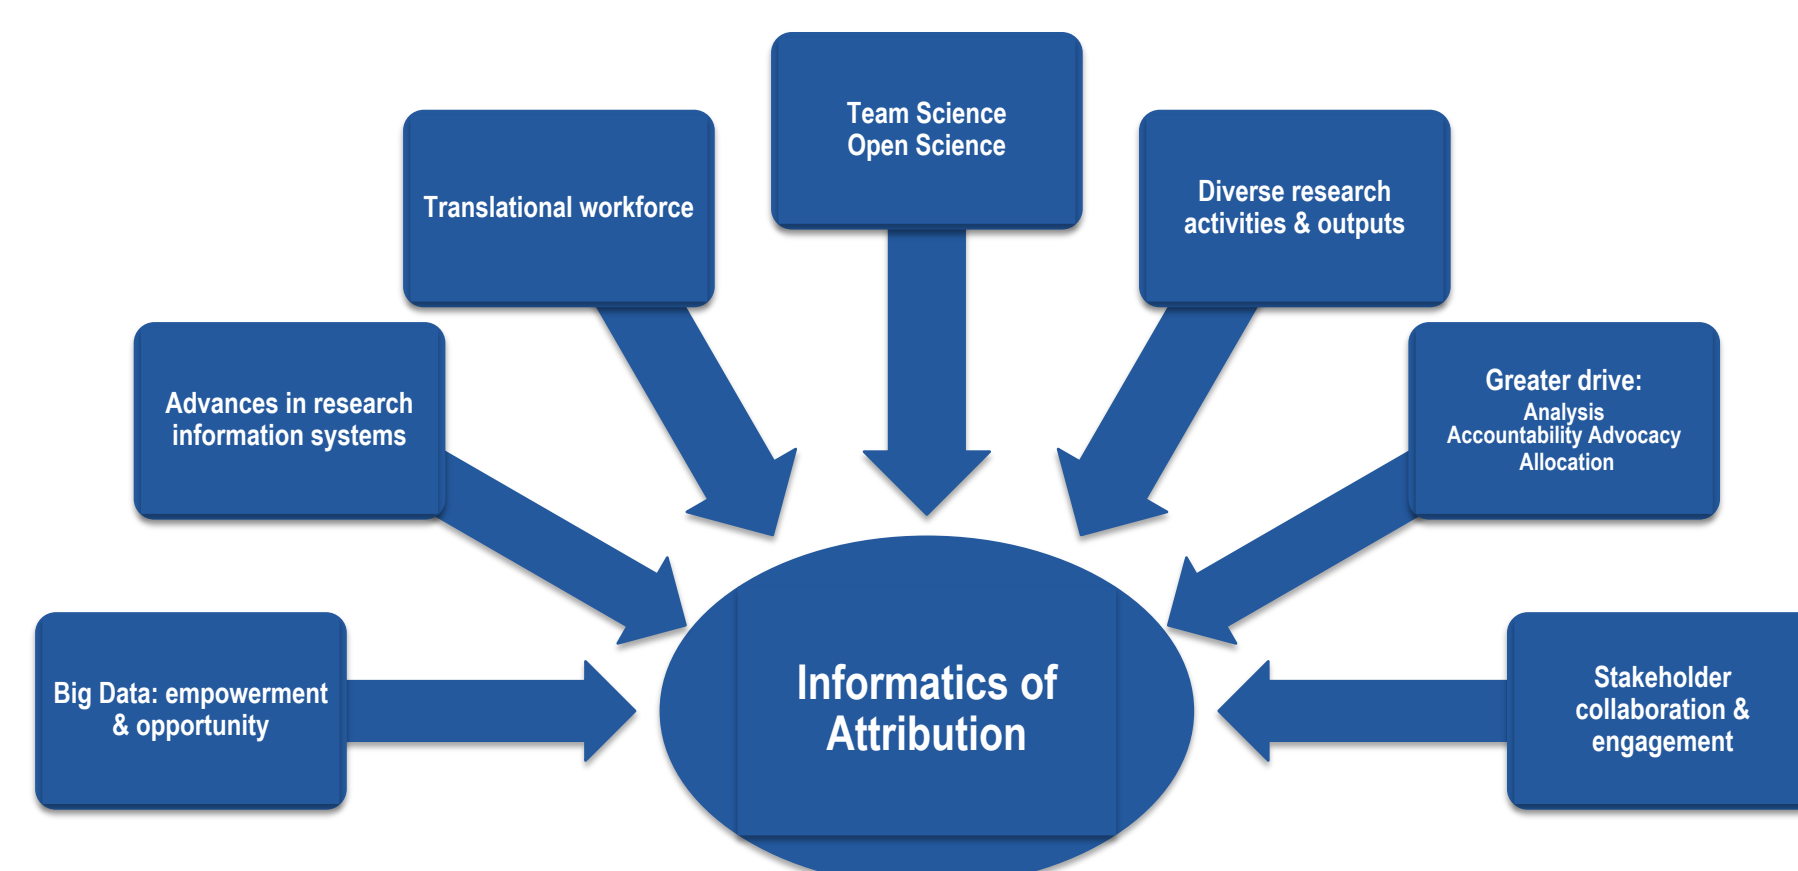 Team Science
Open Science
Translational workforce
Diverse research
activities & outputs
Advances in research
information systems
Greater drive:
Analysis
Accountability Advocacy
Allocation
Big Data: empowerment
& opportunity
Informatics of
Attribution
Stakeholder
collaboration &
engagement